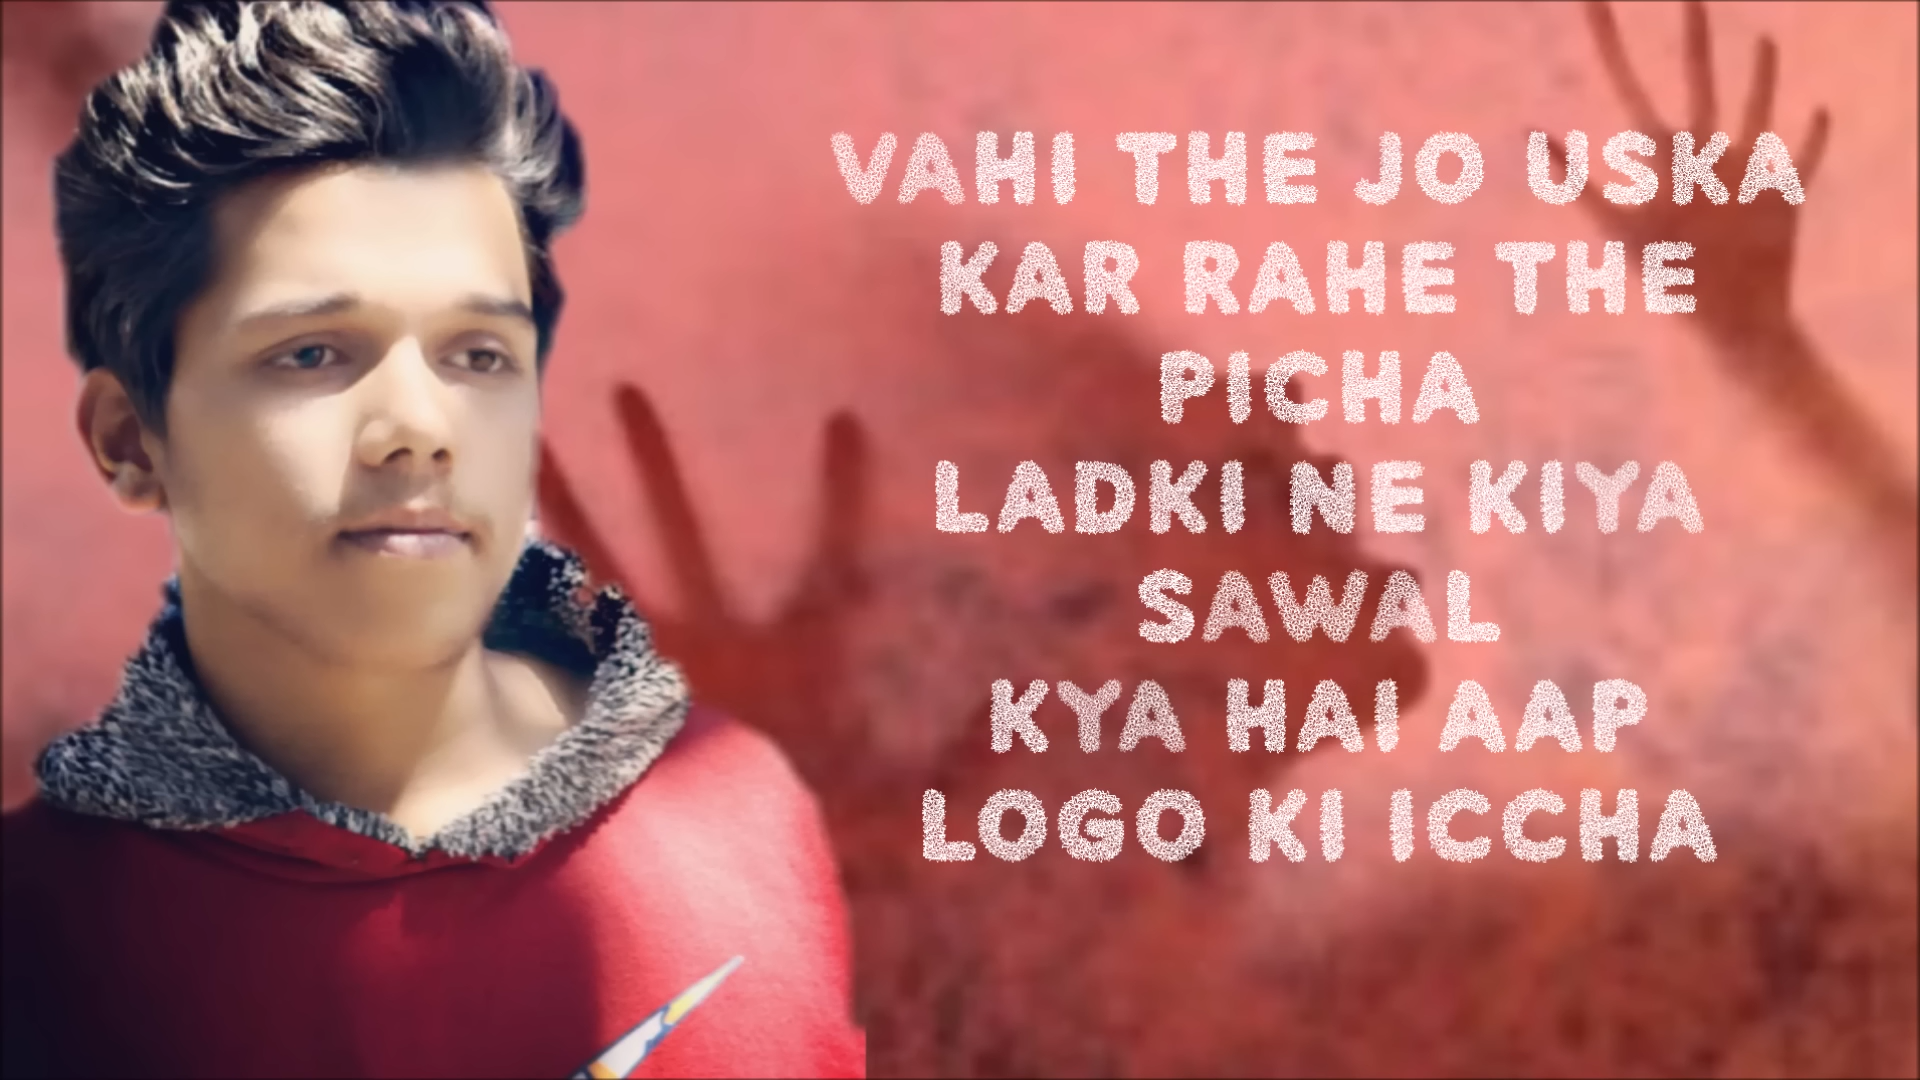 VAHI THE JO USKA
KAR RAHE THE
PICHA
LADKI NE KIYA
SAWAL
KYA HAI AAP
LOGO KI ICCHA